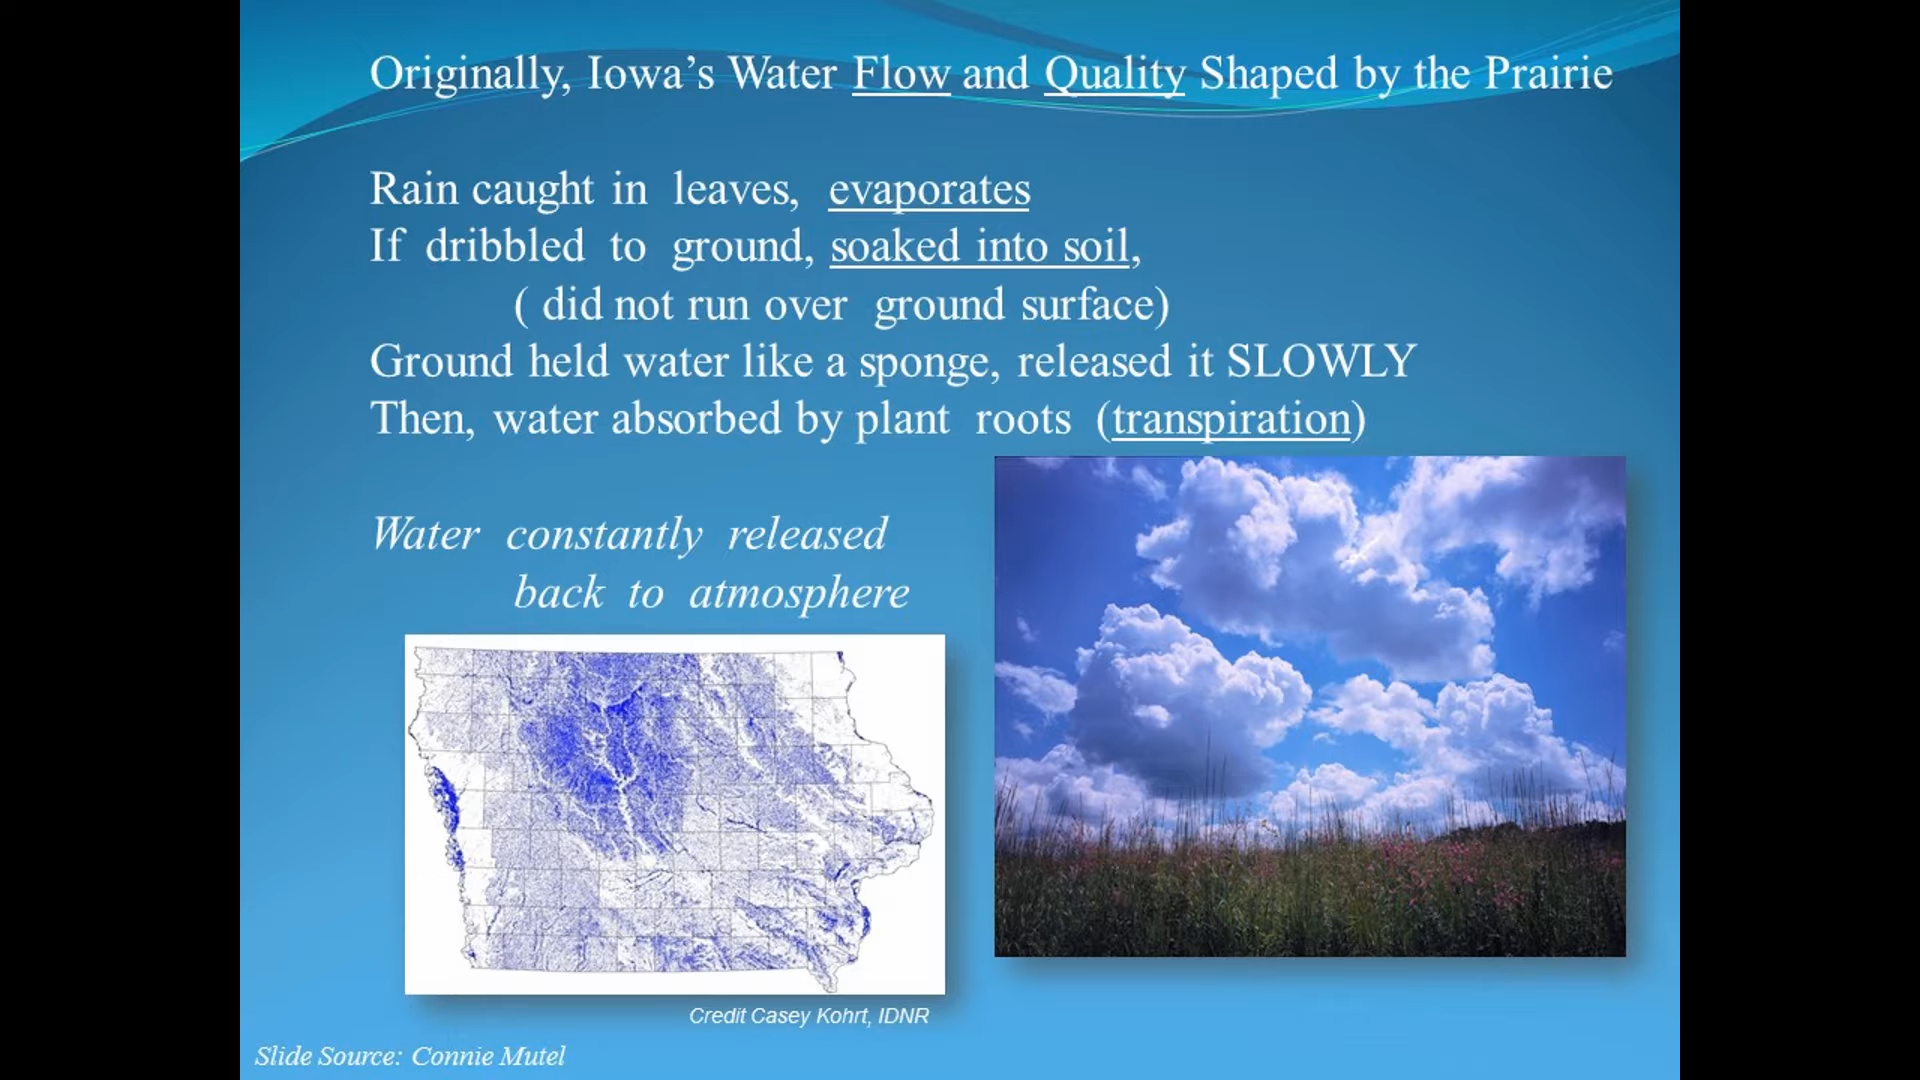 Originally, Iowa’s Water Flow and Quality Shaped by the Prairie
Rain caught in leaves, evaporates
If dribbled to ground, soaked into soil,
( did not run over ground surface)
Ground held water like a sponge, released it SLOWLY
Then, water absorbed by plant roots (transpiration)
Water constantly released
back to atmosphere
Credit Casey Kohrt, IDNR
Slide Source: Connie Mutel